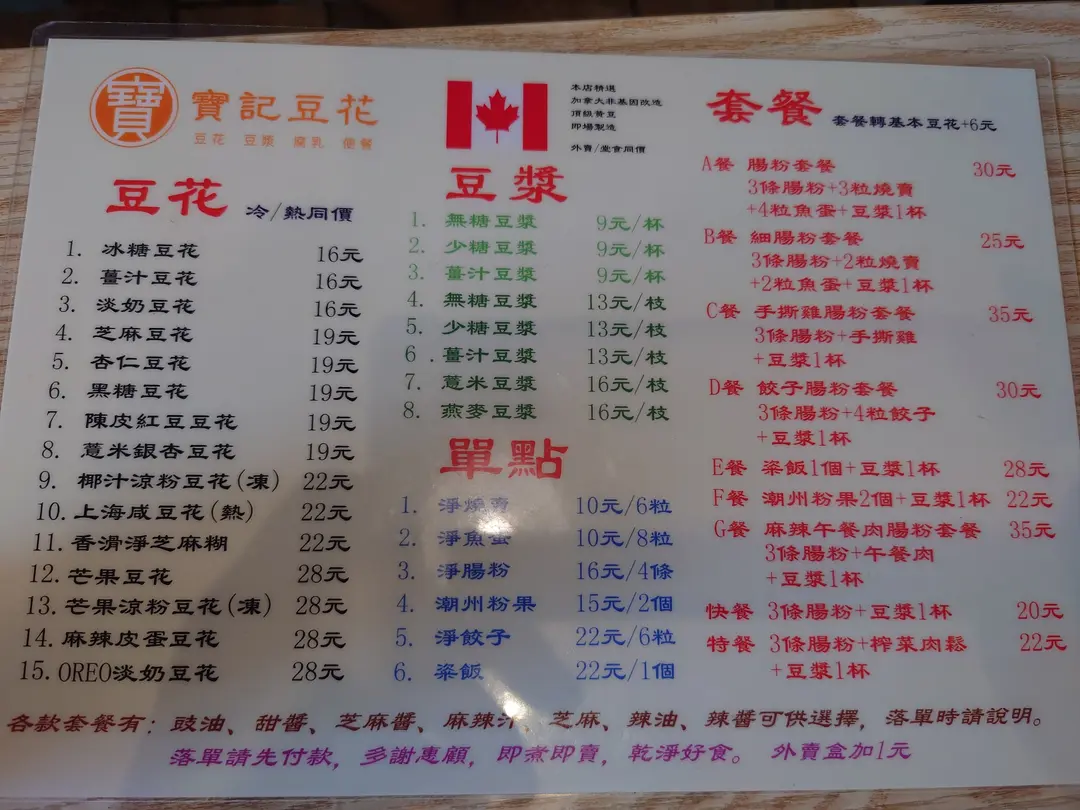 寶
寶記豆花
豆花 豆漿 腐乳 便餐
本店精選
加拿大非基因改造
頂級黃豆
即場製造
外賣/堂食同價
豆花 冷/熱同價
1. 冰糖豆花 16元
2. 薑汁豆花 16元
3. 淡奶豆花 16元
4. 芝麻豆花 19元
5. 杏仁豆花 19元
6. 黑糖豆花 19元
7. 陳皮紅豆豆花 19元
8. 薏米銀杏豆花 19元
9. 椰汁涼粉豆花(凍) 22元
10. 上海咸豆花(熱) 22元
11. 香滑淨芝麻糊 22元
12. 芒果豆花 28元
13. 芒果涼粉豆花(凍) 28元
14. 麻辣皮蛋豆花 28元
15. OREO淡奶豆花 28元
豆漿
1. 無糖豆漿 9元/杯
2. 少糖豆漿 9元/杯
3. 薑汁豆漿 9元/杯
4. 無糖豆漿 13元/枝
5. 少糖豆漿 13元/枝
6 . 薑汁豆漿 13元/枝
7. 薏米豆漿 16元/枝
8. 燕麥豆漿 16元/枝
單點
1. 淨燒賣 10元/6粒
2. 淨魚蛋 10元/8粒
3. 淨腸粉 16元/4條
4. 潮州粉果 15元/2個
5. 淨餃子 22元/6粒
6. 粢飯 22元/1個
套餐 套餐轉基本豆花+6元
A餐 腸粉套餐 30元
3條腸粉+3粒燒賣
+4粒魚蛋+豆漿1杯
B餐 細腸粉套餐 25元
3條腸粉+2粒燒賣
+2粒魚蛋+豆漿1杯
C餐 手撕雞腸粉套餐 35元
3條腸粉+手撕雞
+豆漿1杯
D餐 餃子腸粉套餐 30元
3條腸粉+4粒餃子
+豆漿1杯
E餐 粢飯1個+豆漿1杯 28元
F餐 潮州粉果2個+豆漿1杯 22元
G餐 麻辣午餐肉腸粉套餐 35元
3條腸粉+午餐肉
+豆漿1杯
快餐 3條腸粉+豆漿1杯 20元
特餐 3條腸粉+榨菜肉鬆 22元
+豆漿1杯
各款套餐有: 豉油、甜醬、芝麻醬、麻辣汁、芝麻、辣油、辣醬可供選擇，落單時請說明。
落單請先付款，多謝惠顧，即煮即賣，乾淨好食。 外賣盒加1元